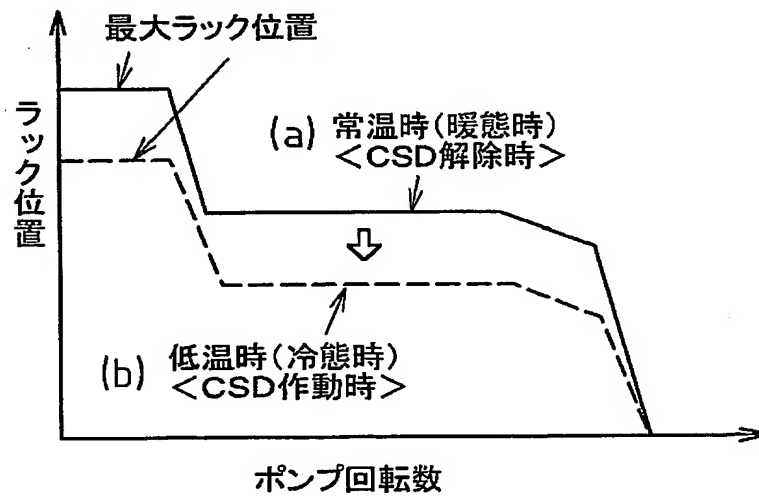 最大ラック位置
ラック位置
(a) 常温時(暖態時)
<CSD解除時>
(b) 低温時(冷態時)
<CSD作動時>
ポンプ回転数